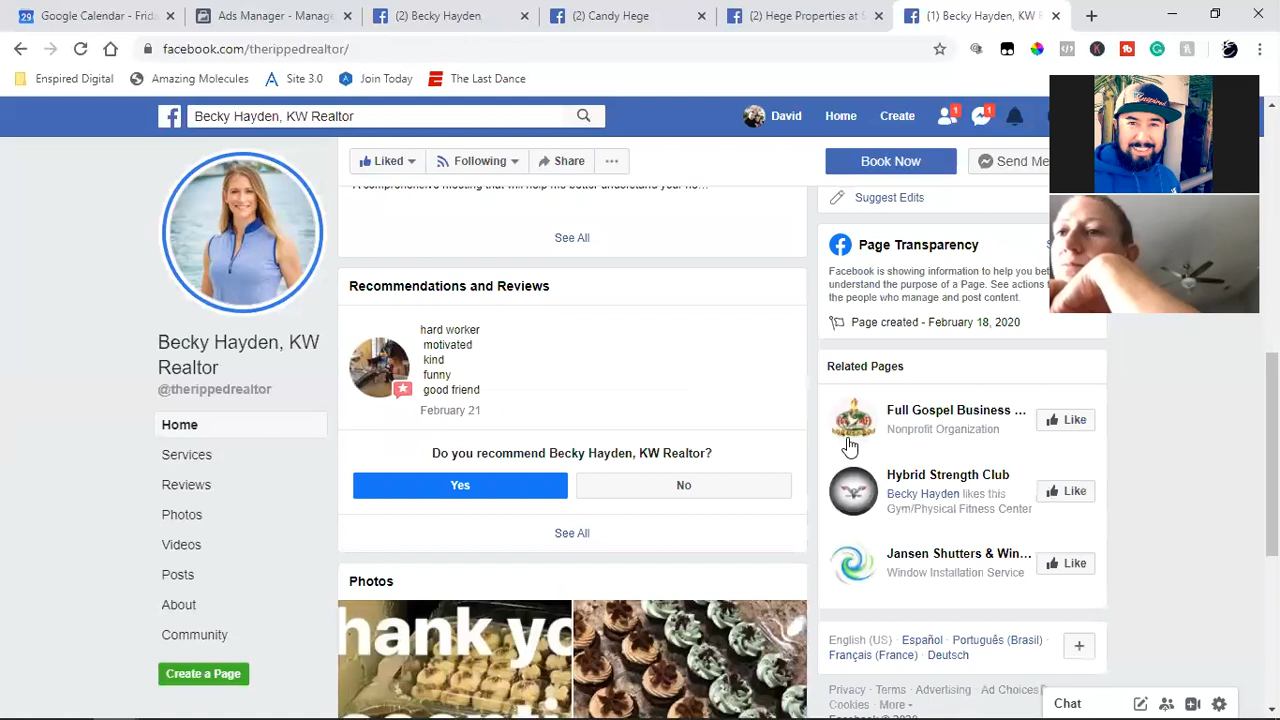 Google Calendar - Frida
Ads Manager - Manage
(2) Becky Hayden
(2) Candy Hege
(2) Hege Properties at S
(1) Becky Hayden, KW R
facebook.com/therippedrealtor/
Enspired Digital
Amazing Molecules
Site 3.0
Join Today
The Last Dance
Becky Hayden, KW Realtor
David
Home
Create
1
1
Liked
Following
Share
Book Now
Send Me
See All
Suggest Edits
Becky Hayden, KW
Realtor
@therippedrealtor
Home
Services
Reviews
Photos
Videos
Posts
About
Community
Create a Page
Recommendations and Reviews
hard worker
motivated
kind
funny
good friend
February 21
Do you recommend Becky Hayden, KW Realtor?
Yes
No
See All
Photos
hank yo
Page Transparency
Facebook is showing information to help you bet
understand the purpose of a Page. See actions t
the people who manage and post content.
Page created - February 18, 2020
Related Pages
Full Gospel Business ...
Nonprofit Organization
Like
Hybrid Strength Club
Becky Hayden likes this
Gym/Physical Fitness Center
Like
Jansen Shutters & Win...
Window Installation Service
Like
English (US) · Español · Português (Brasil) ·
Français (France) · Deutsch
Privacy · Terms · Advertising · Ad Choices
Cookies · More
Chat